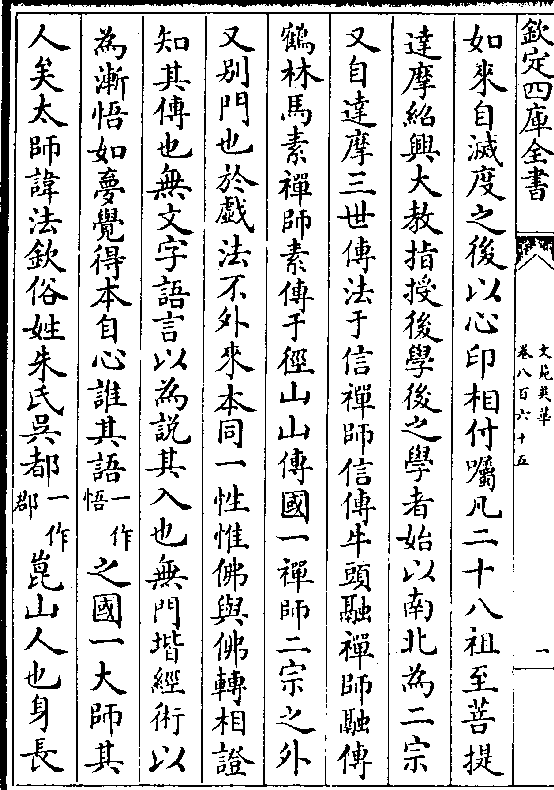 欽定四庫全書
文苑英華
卷八百六十五
一
如來自滅度之後以心印相付囑凡二十八祖至菩提
達摩紹興大教指授後學後之學者始以南北為二宗
又自達摩三世傳法于信禪師信傳牛頭融禪師融傳
鶴林馬素禪師素傳于徑山山傳國一禪師二宗之外
又別門也於戲法不外來本同一性惟佛與佛轉相證
知其傳也無文字語言以為說其入也無門堦經術以
為漸悟如夢覺得本自心誰其語一作悟之國一大師其
人矣太師諱法欽俗姓朱氏吳都一作郡崑山人也身長